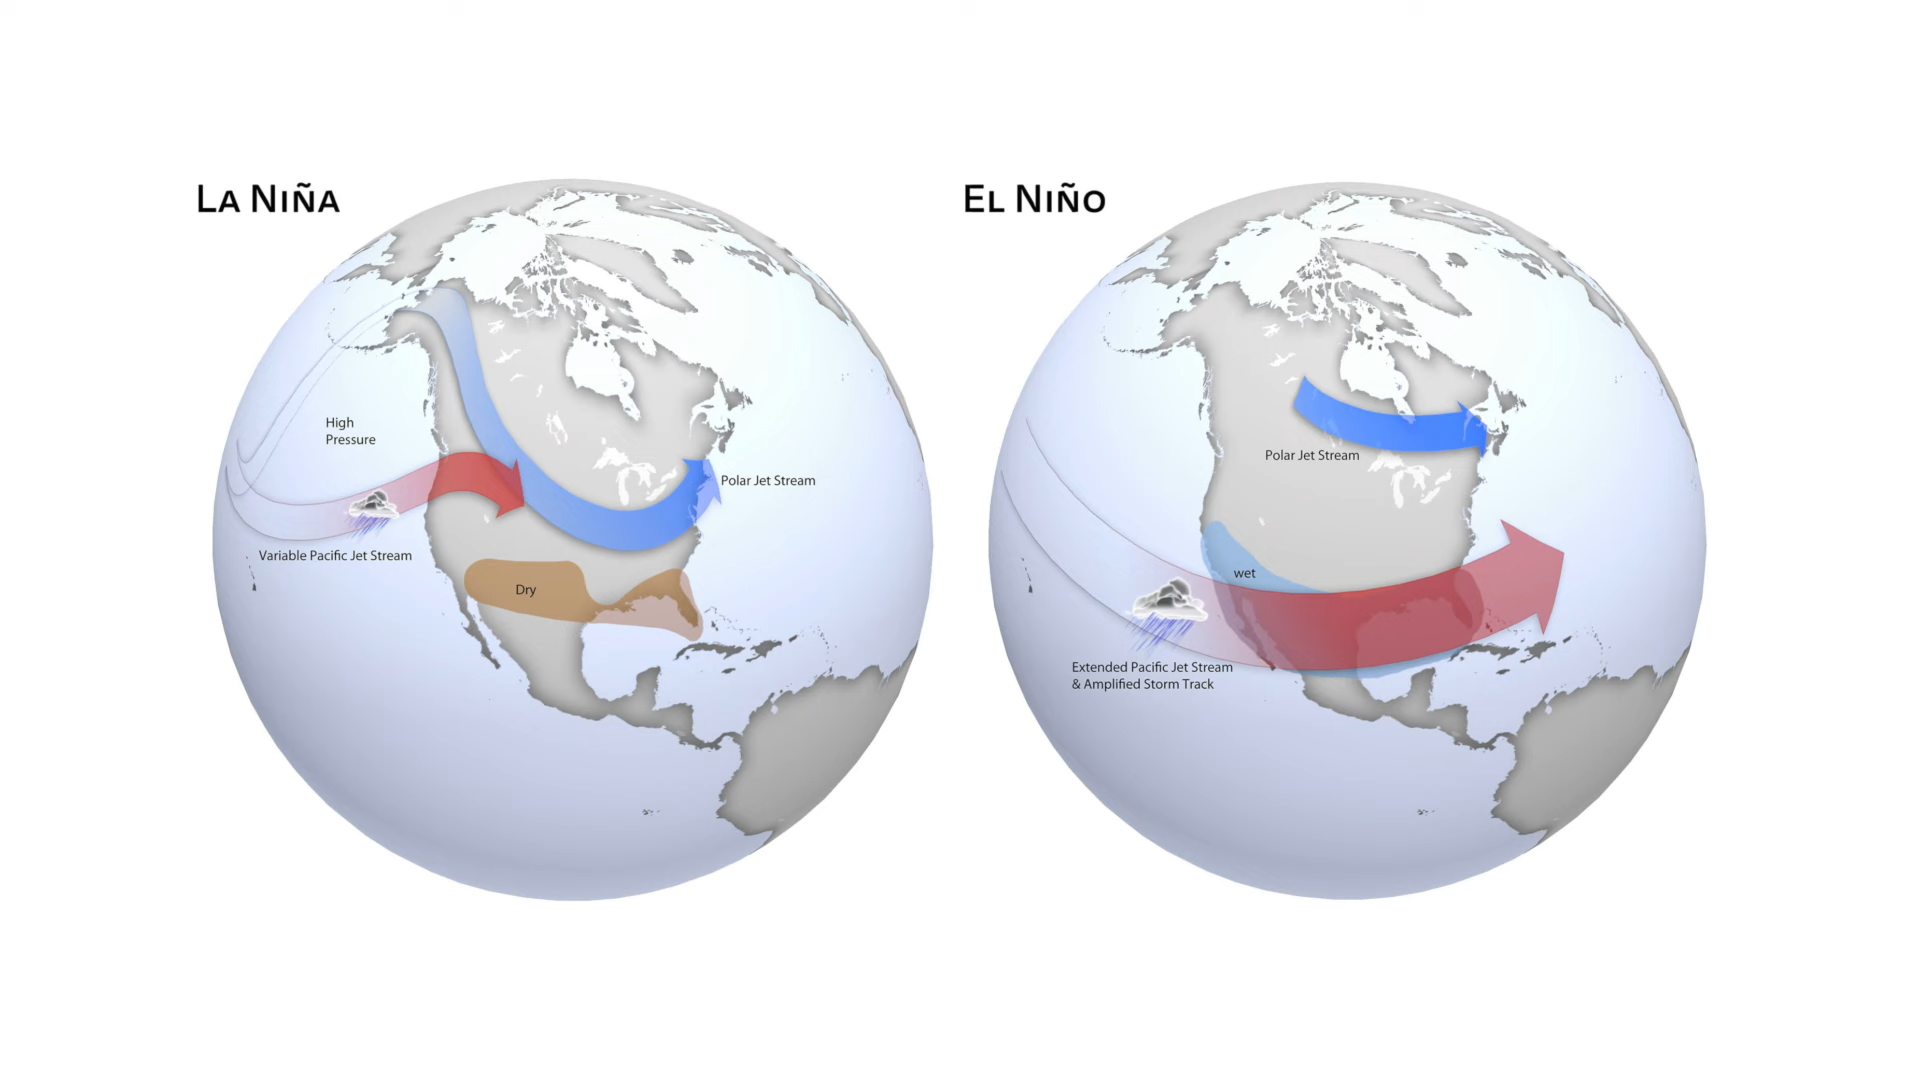 LA NIÑA
High
Pressure
Polar Jet Stream
Variable Pacific Jet Stream
Dry
EL NIÑO
Polar Jet Stream
wet
Extended Pacific Jet Stream
& Amplified Storm Track